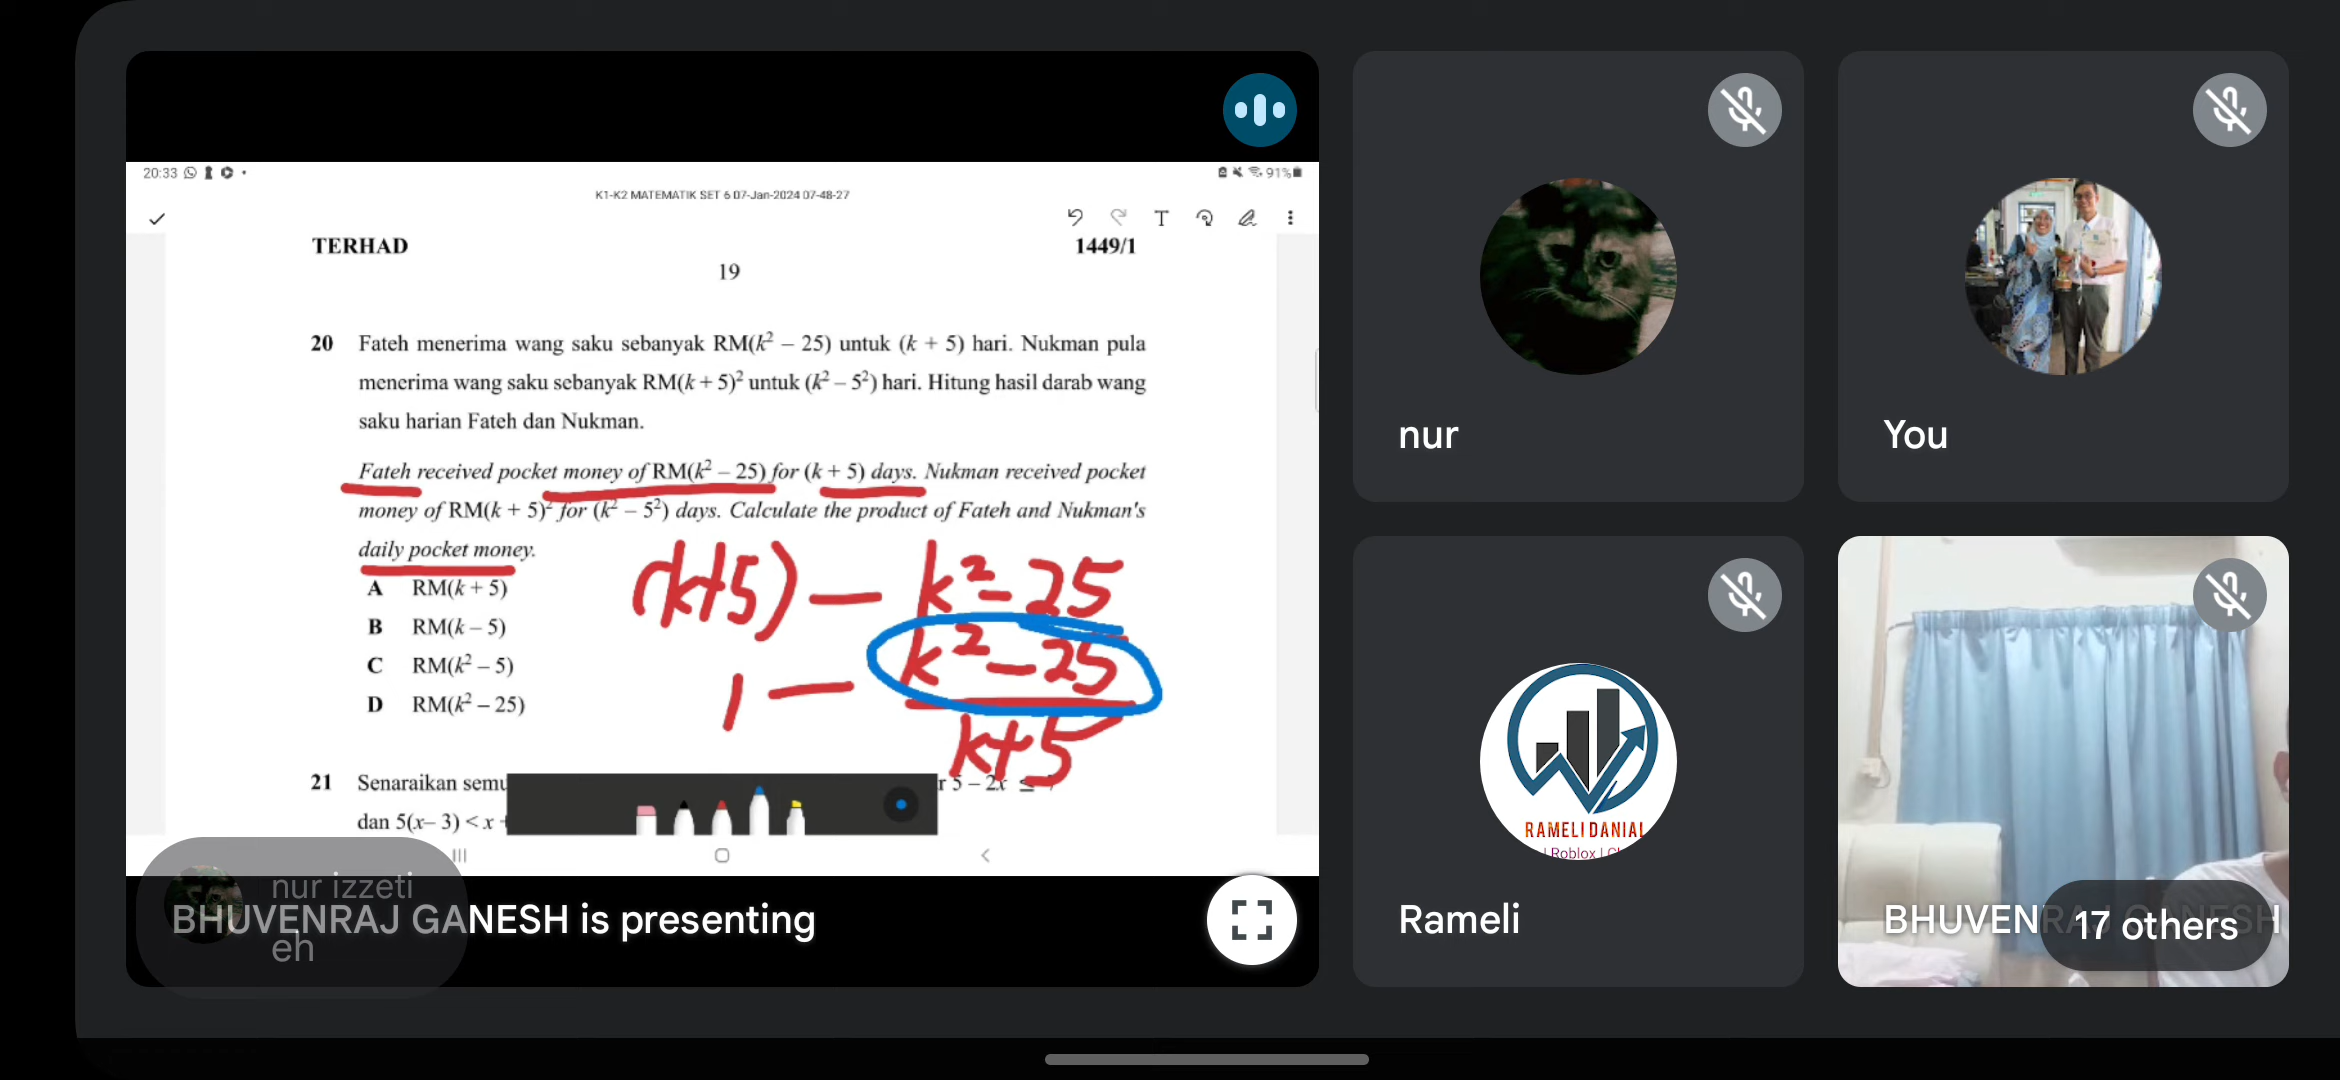 20:33
91%
K1-K2 MATEMATIK SET 6 07-Jan-2024 07-48-27
T
TERHAD
1449/1
19
20 Fateh menerima wang saku sebanyak RM(k² – 25) untuk (k + 5) hari. Nukman pula
menerima wang saku sebanyak RM(k + 5)² untuk (k² – 5²) hari. Hitung hasil darab wang
saku harian Fateh dan Nukman.
Fateh received pocket money of RM(k² – 25) for (k + 5) days. Nukman received pocket
money of RM(k + 5)² for (k² – 5²) days. Calculate the product of Fateh and Nukman's
daily pocket money.
A RM(k + 5)
B RM(k – 5)
C RM(k² – 5)
D RM(k² – 25)
(k+5) — k² – 25
1 — k² – 25
k+5
21 Senaraikan semu
r 5 – 2x ≤
dan 5(x– 3) < x
nur izzeti
eh
BHUVENRAJ GANESH is presenting
nur
You
RAMELI DANIAL
| Roblox |
Rameli
BHUVENRAJ GANESH
17 others